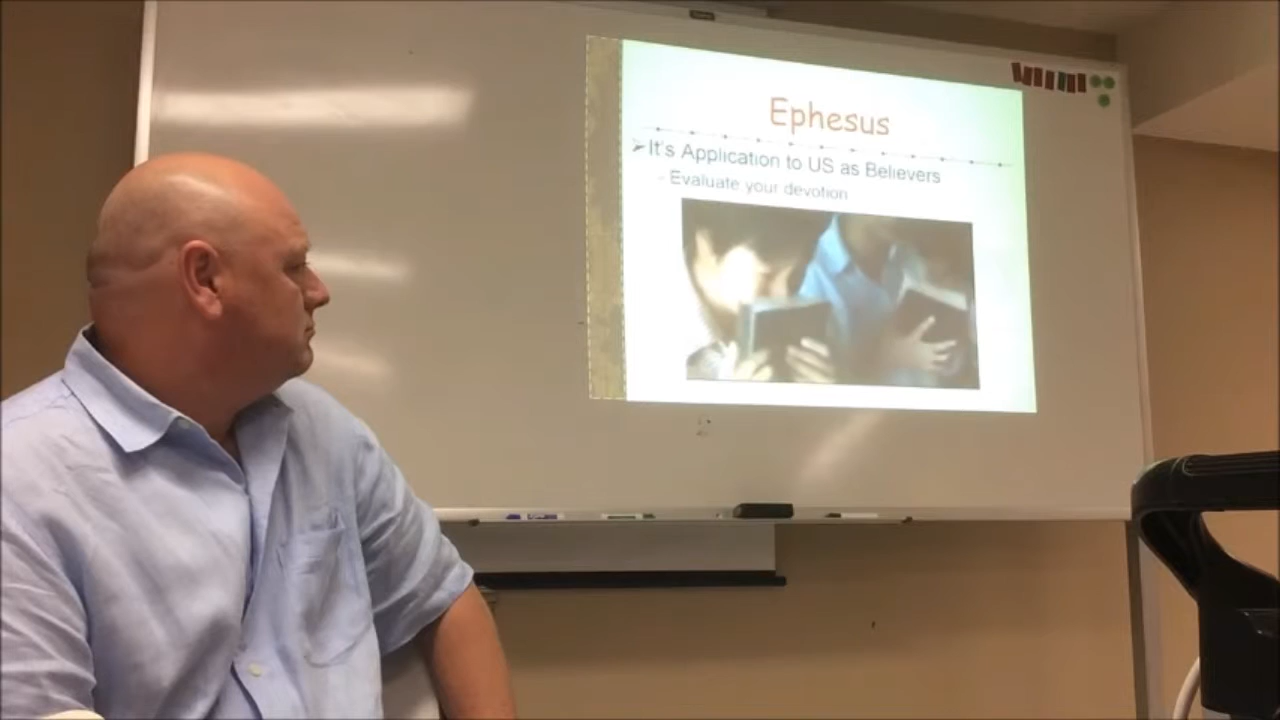 Ephesus
➢It's Application to US as Believers
- Evaluate your devotion